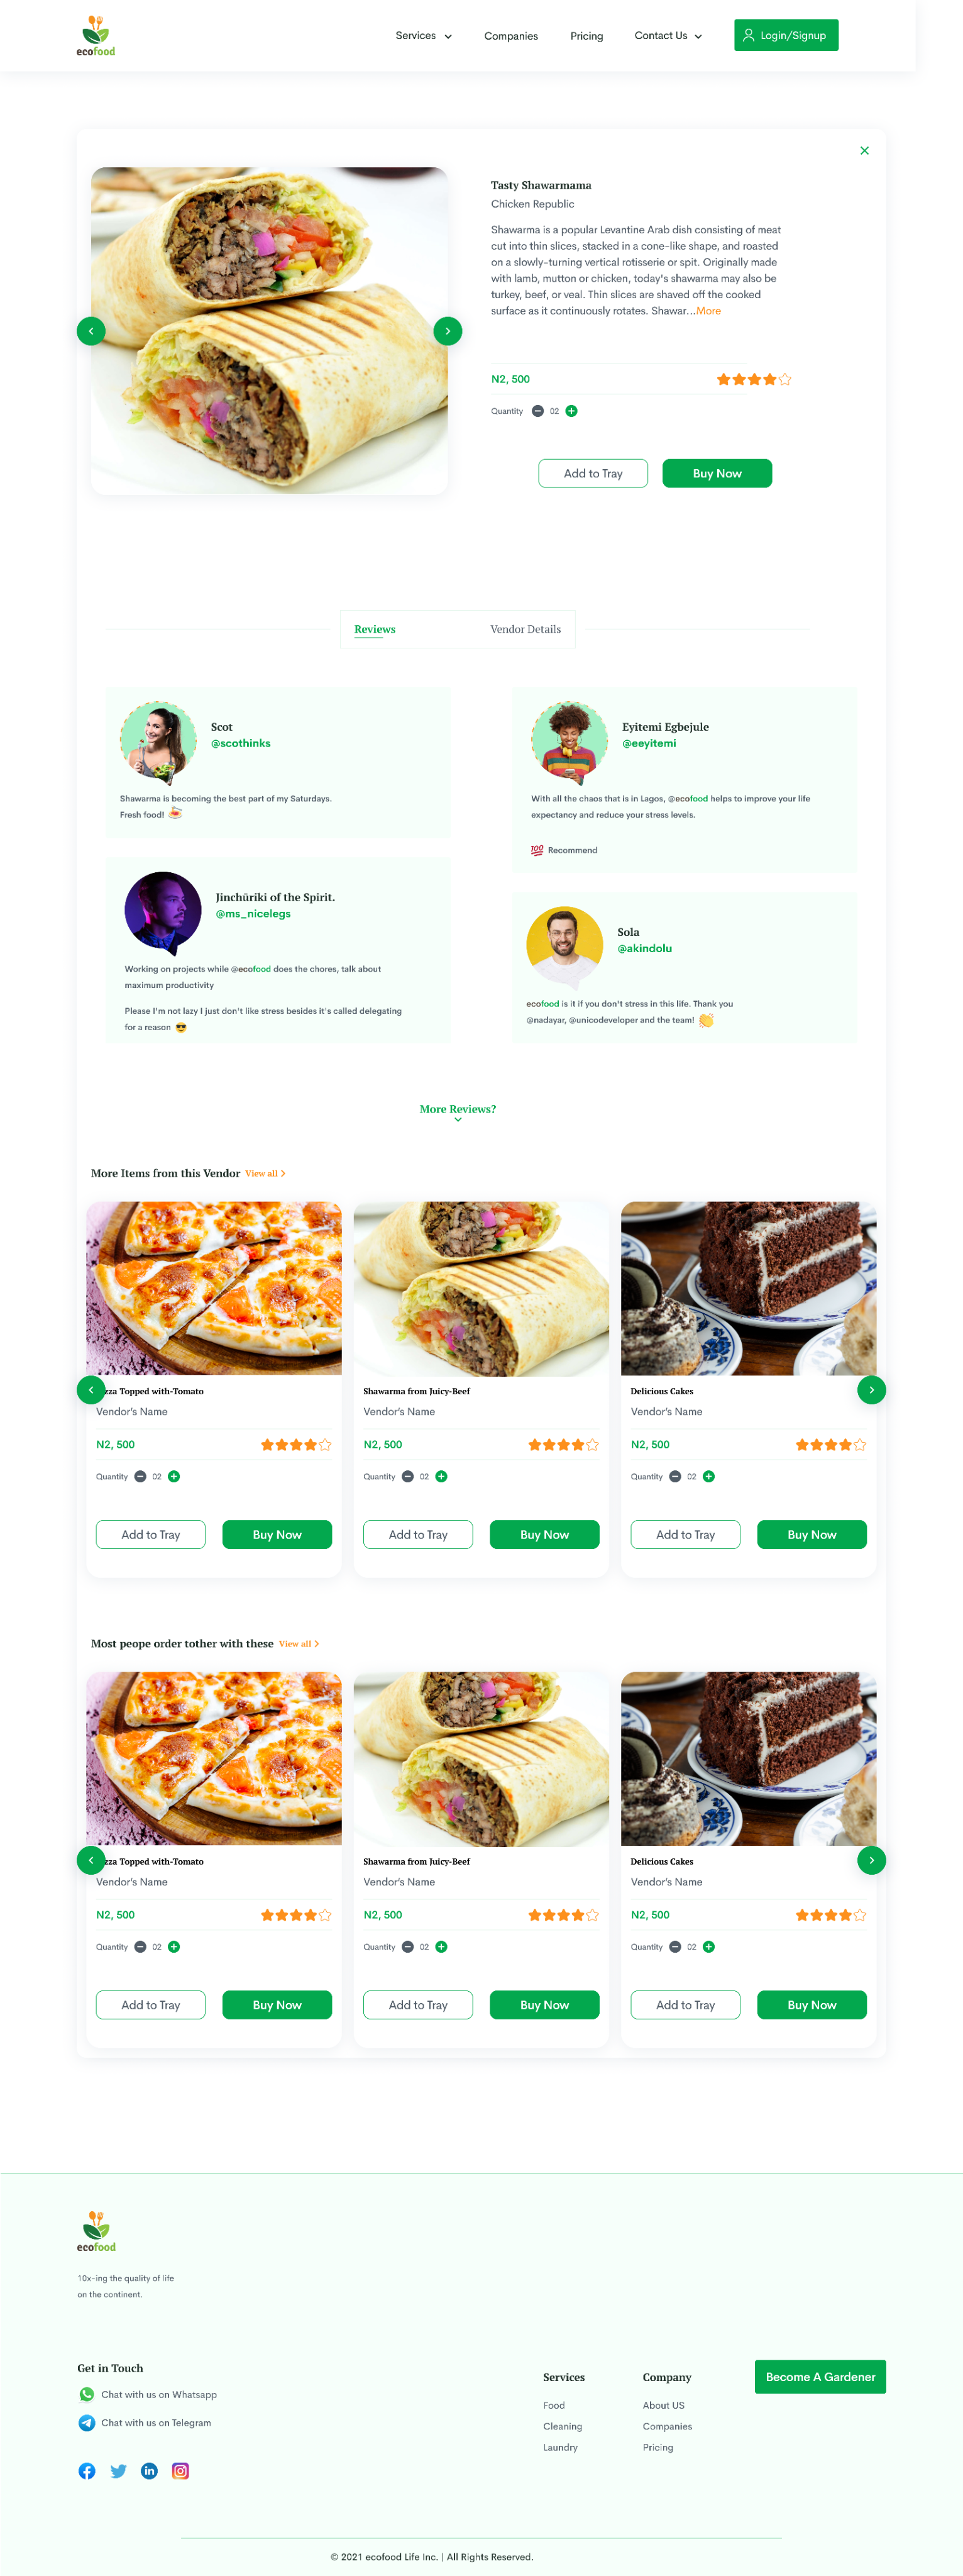 ecofood
Services
Companies
Pricing
Contact Us
Login/Signup
Tasty Shawarmama
Chicken Republic
Shawarma is a popular Levantine Arab dish consisting of meat
cut into thin slices, stacked in a cone-like shape, and roasted
on a slowly-turning vertical rotisserie or spit. Originally made
with lamb, mutton or chicken, today's shawarma may also be
turkey, beef, or veal. Thin slices are shaved off the cooked
surface as it continuously rotates. Shawar...More
N2, 500
Quantity 02
Add to Tray
Buy Now
Reviews
Vendor Details
Scot
@scothinks
Shawarma is becoming the best part of my Saturdays.
Fresh food!
Eyitemi Egbejule
@eeyitemi
With all the chaos that is in Lagos, @ecofood helps to improve your life
expectancy and reduce your stress levels.
100 Recommend
Jinchūriki of the Spirit.
@ms_nicelegs
Working on projects while @ecofood does the chores, talk about
maximum productivity
Please I'm not lazy I just don't like stress besides it's called delegating
for a reason
Sola
@akindolu
ecofood is it if you don't stress in this life. Thank you
@nadayar, @unicodeveloper and the team!
More Reviews?
More Items from this Vendor View all
zza Topped with-Tomato
Vendor's Name
N2, 500
Quantity 02
Add to Tray
Buy Now
Shawarma from Juicy-Beef
Vendor's Name
N2, 500
Quantity 02
Add to Tray
Buy Now
Delicious Cakes
Vendor's Name
N2, 500
Quantity 02
Add to Tray
Buy Now
Most peope order tother with these View all
zza Topped with-Tomato
Vendor's Name
N2, 500
Quantity 02
Add to Tray
Buy Now
Shawarma from Juicy-Beef
Vendor's Name
N2, 500
Quantity 02
Add to Tray
Buy Now
Delicious Cakes
Vendor's Name
N2, 500
Quantity 02
Add to Tray
Buy Now
ecofood
10x-ing the quality of life
on the continent.
Get in Touch
Chat with us on Whatsapp
Chat with us on Telegram
in
Services
Food
Cleaning
Laundry
Company
About US
Companies
Pricing
Become A Gardener
© 2021 ecofood Life Inc. | All Rights Reserved.